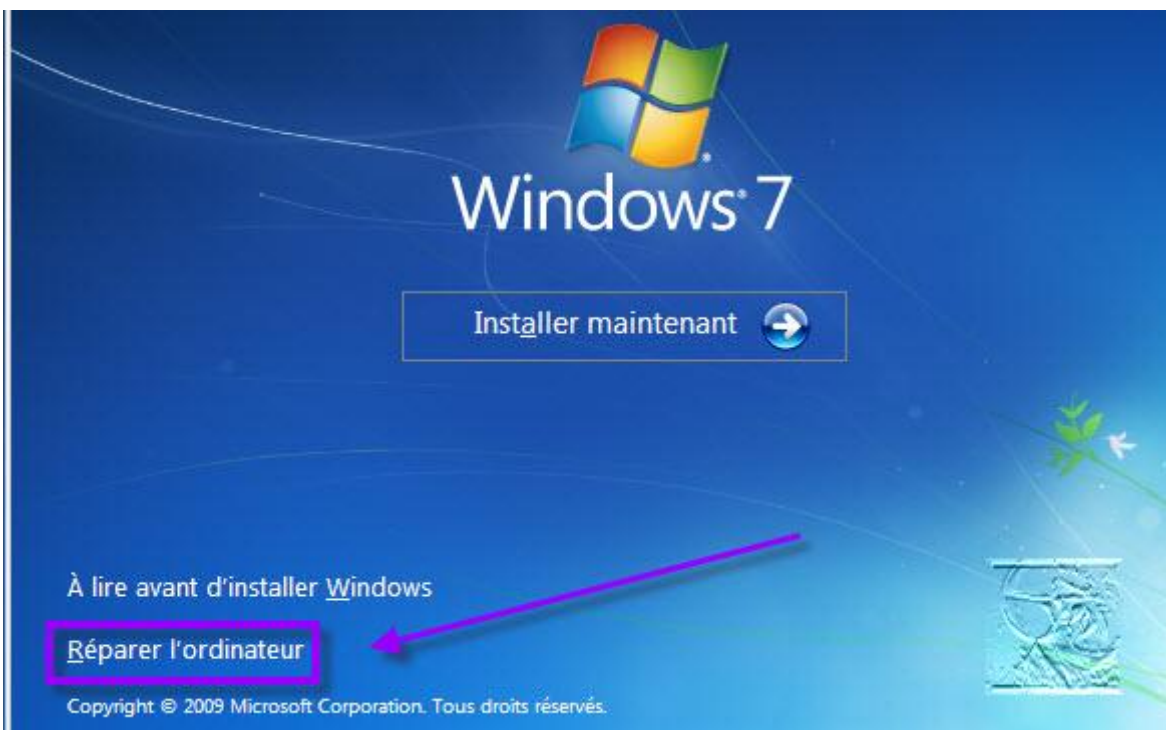 Windows® 7
Installer maintenant
À lire avant d'installer Windows
Réparer l'ordinateur
Copyright © 2009 Microsoft Corporation. Tous droits réservés.